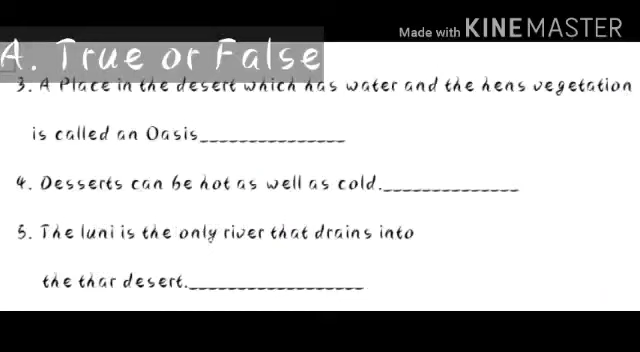 Made with KINEMASTER
A. True or False
3. A Place in the desert which has water and the hens vegetation
is called an Oasis_______________
4. Desserts can be hot as well as cold.______________
5. The luni is the only river that drains into
the thar desert.__________________